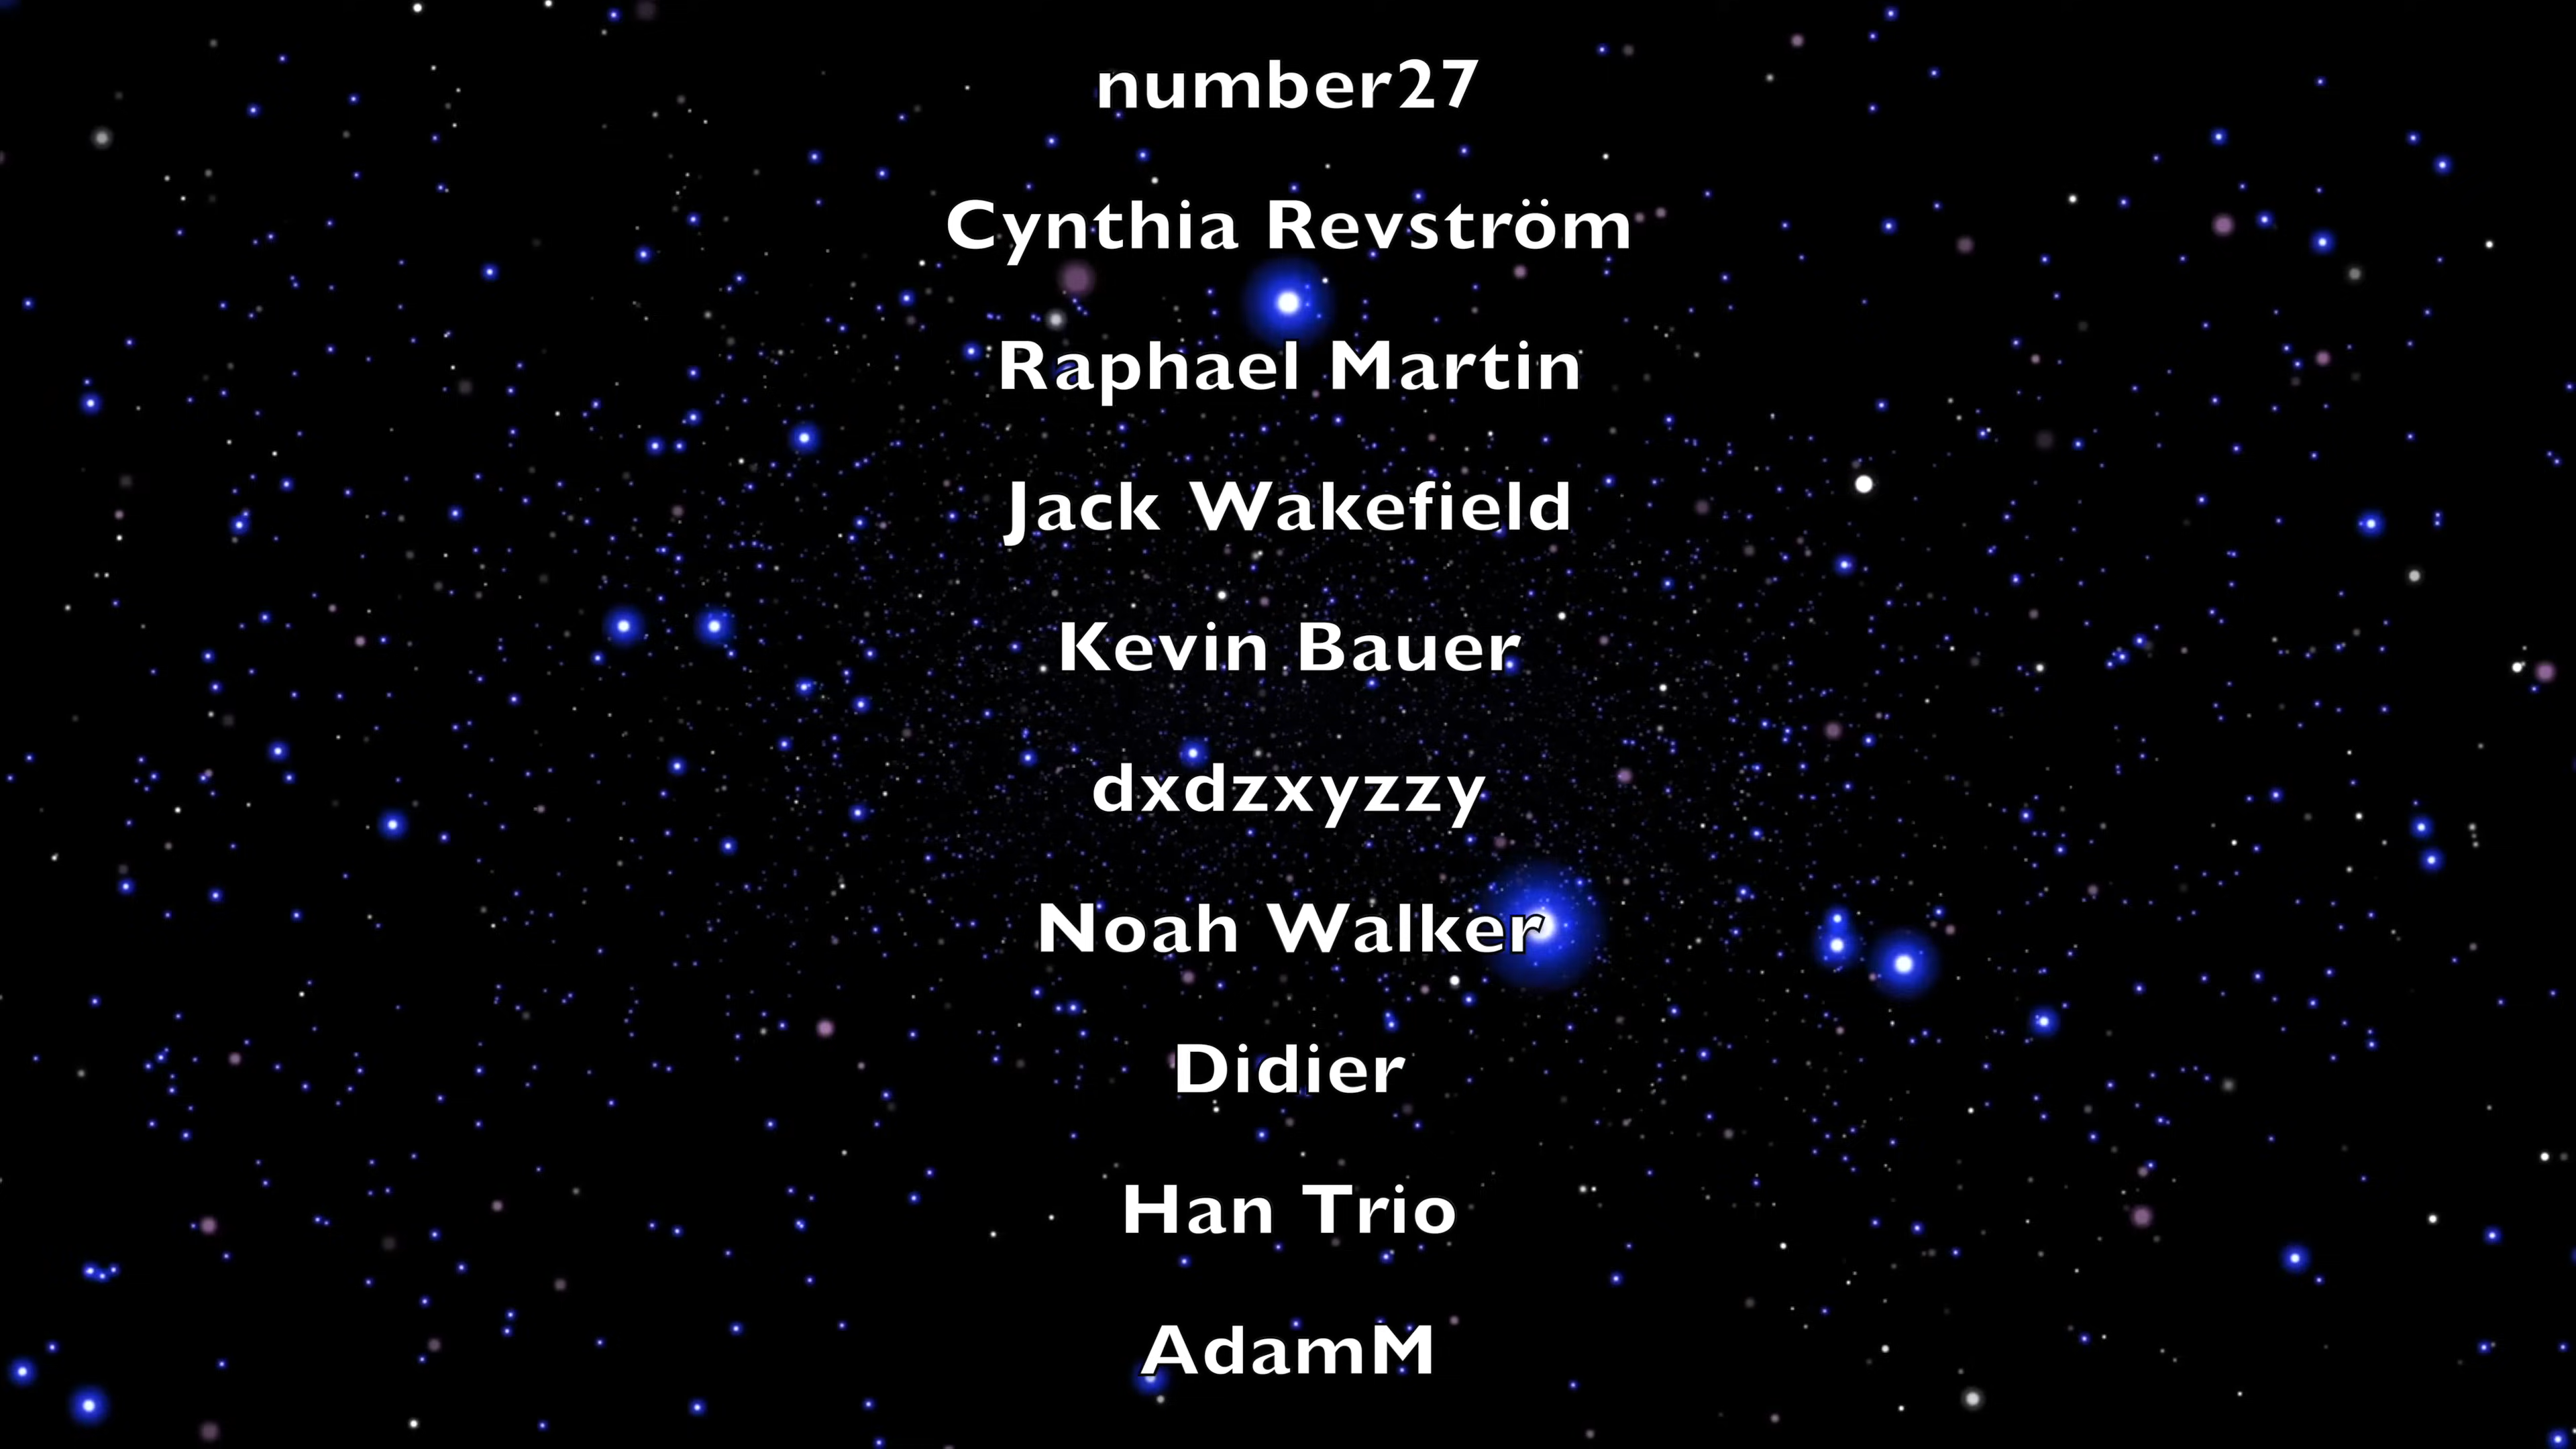 number27
Cynthia Revström
Raphael Martin
Jack Wakefield
Kevin Bauer
dxdzxyzzy
Noah Walker
Didier
Han Trio
AdamM